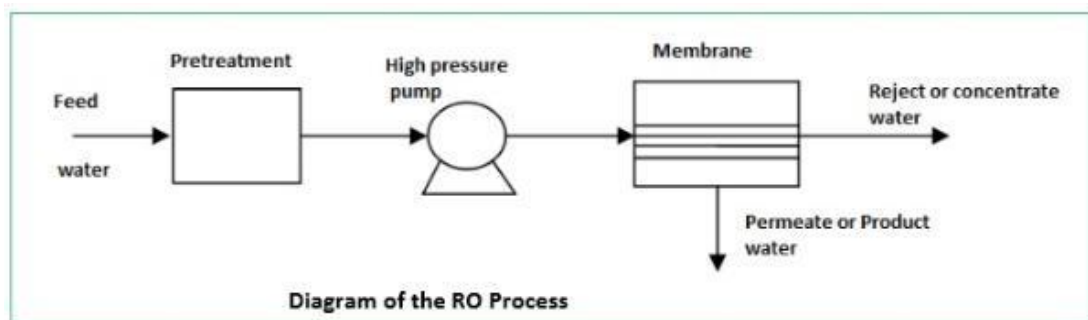 Pretreatment
High pressure
pump
Membrane
Feed
water
Reject or concentrate
water
Permeate or Product
water
Diagram of the RO Process